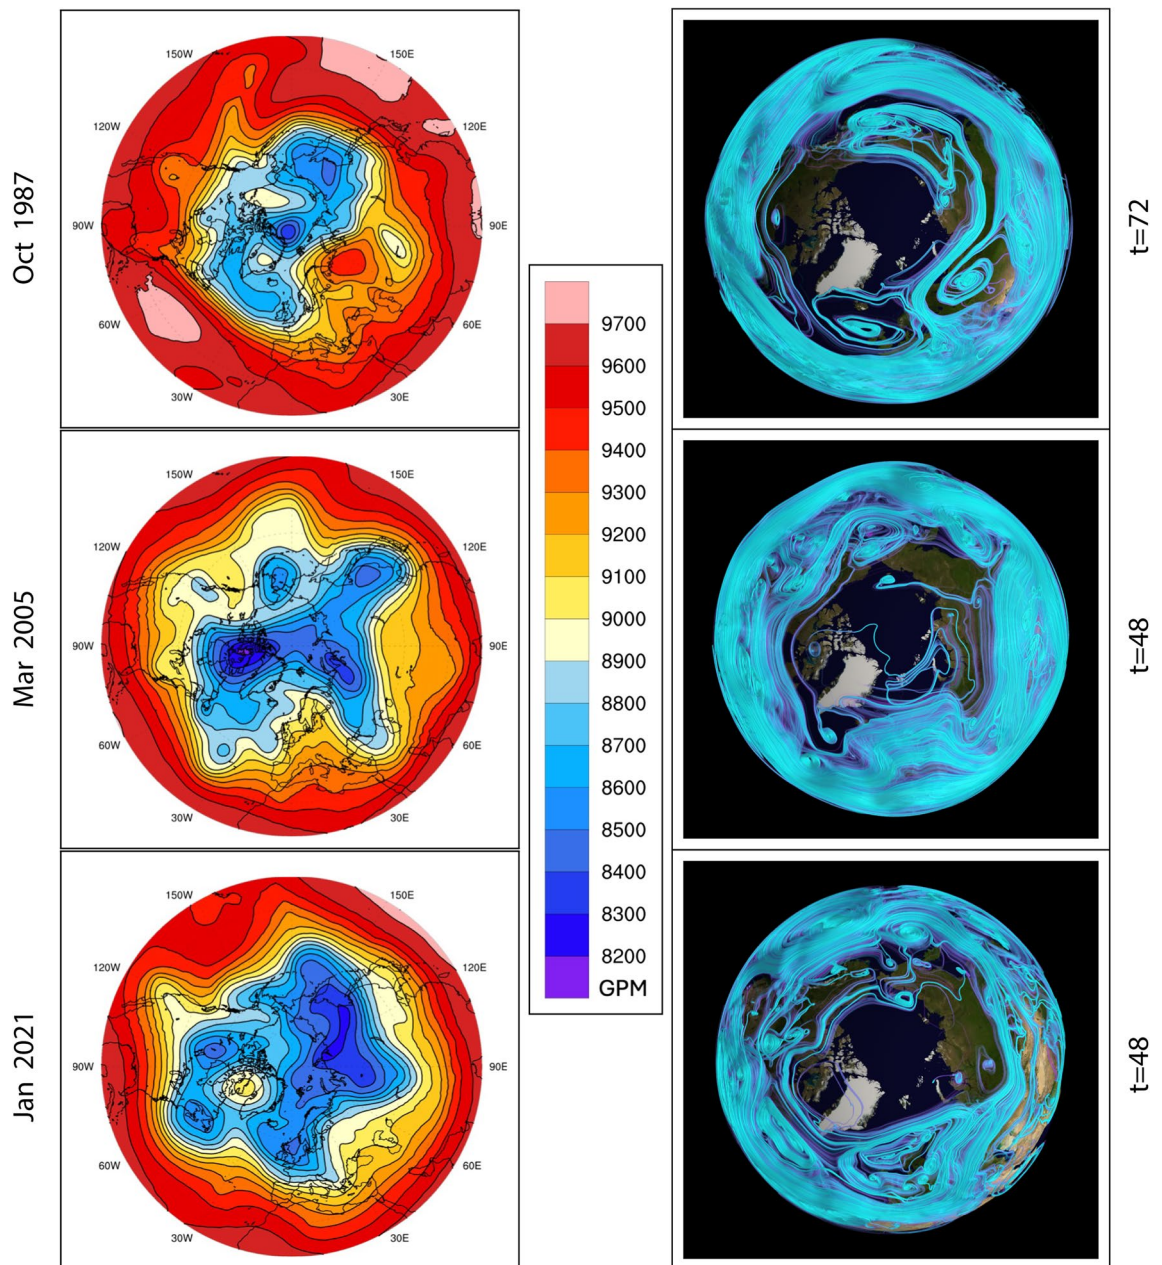 Oct 1987
150W 150E
120W 120E
90W 90E
60W 60E
30W 30E
t=72
Mar 2005
150W 150E
120W 120E
90W 90E
60W 60E
30W 30E
t=48
Jan 2021
150W 150E
120W 120E
90W 90E
60W 60E
30W 30E
t=48
9700
9600
9500
9400
9300
9200
9100
9000
8900
8800
8700
8600
8500
8400
8300
8200
GPM